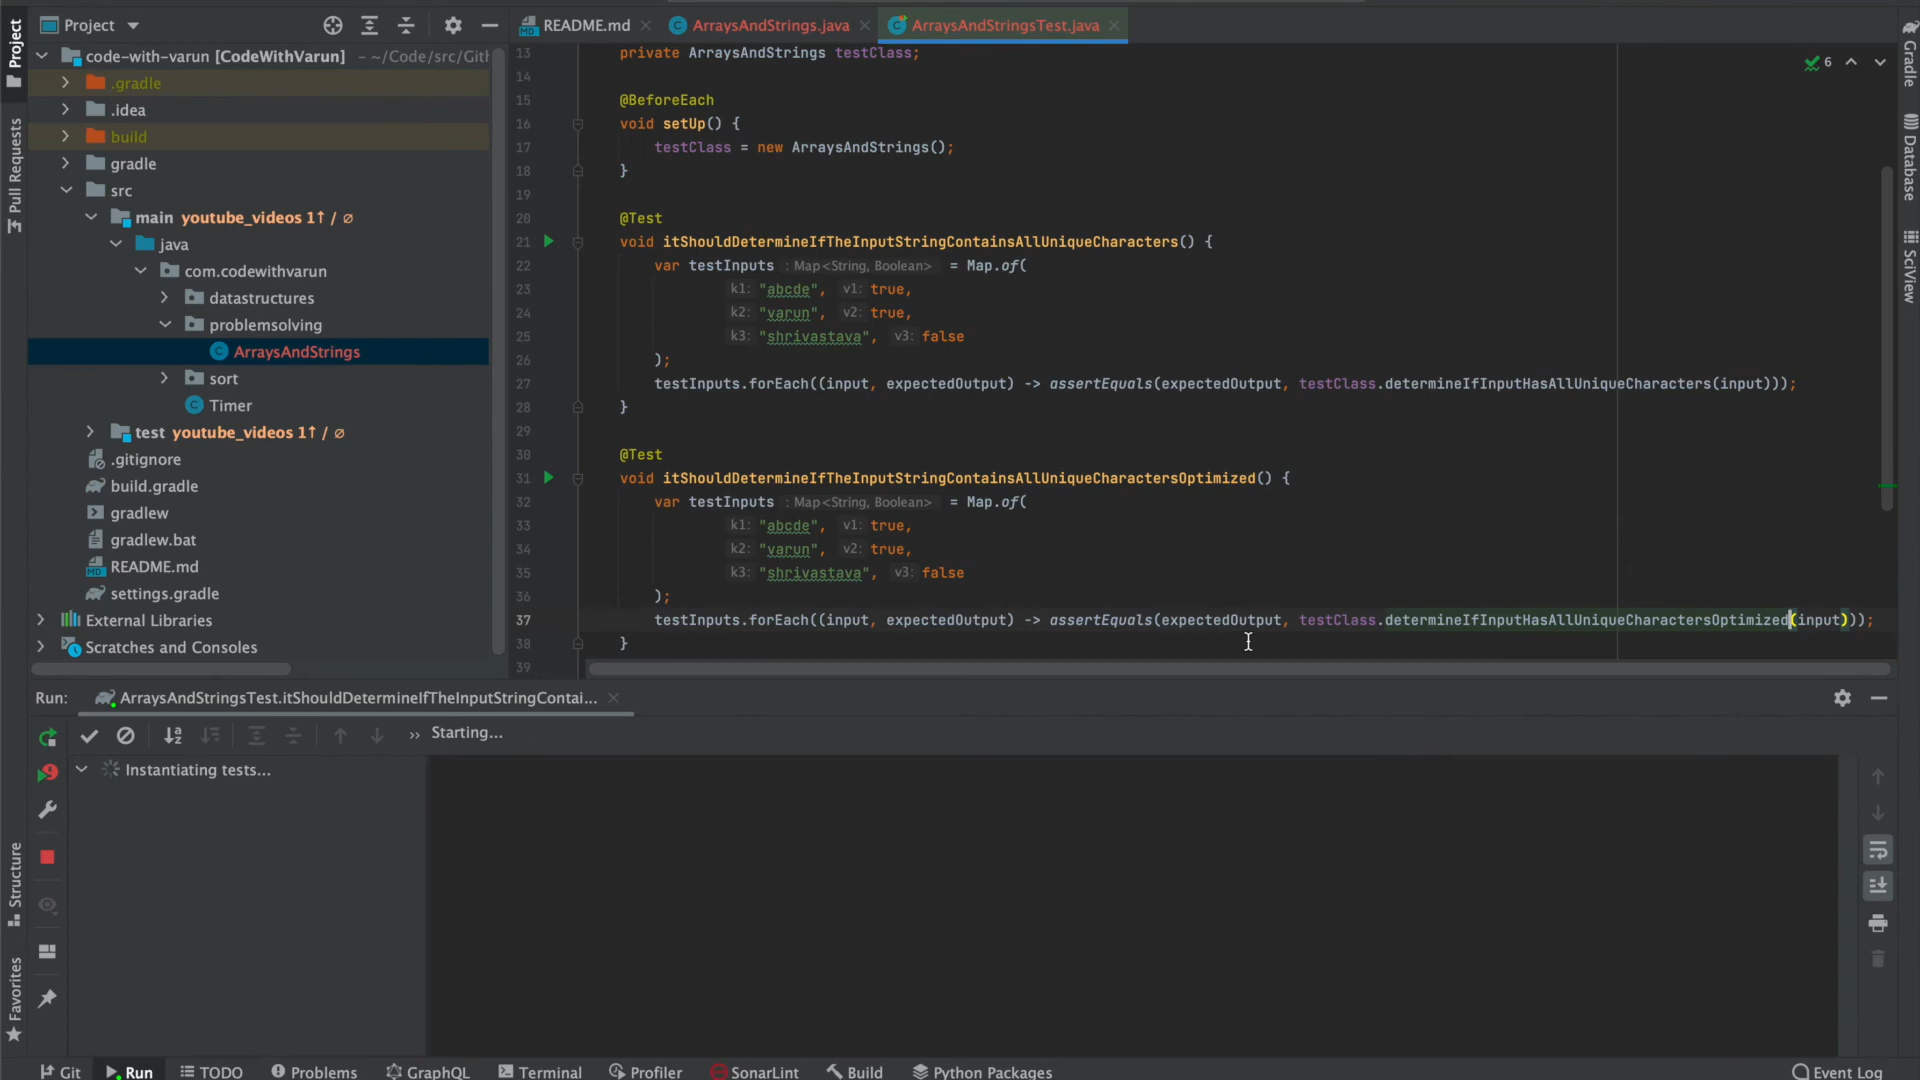 Project
README.md
ArraysAndStrings.java
ArraysAndStringsTest.java
Project
Pull Requests
Structure
Favorites
code-with-varun [CodeWithVarun] – ~/Code/src/Gith
.gradle
.idea
build
gradle
src
main youtube_videos 1↑ / ∅
java
com.codewithvarun
datastructures
problemsolving
ArraysAndStrings
sort
Timer
test youtube_videos 1↑ / ∅
.gitignore
build.gradle
gradlew
gradlew.bat
README.md
settings.gradle
External Libraries
Scratches and Consoles
13 private ArraysAndStrings testClass;
14
15 @BeforeEach
16 void setUp() {
17 testClass = new ArraysAndStrings();
18 }
19
20 @Test
21 void itShouldDetermineIfTheInputStringContainsAllUniqueCharacters() {
22 var testInputs : Map<String, Boolean> = Map.of(
23 k1: "abcde", v1: true,
24 k2: "varun", v2: true,
25 k3: "shrivastava", v3: false
26 );
27 testInputs.forEach((input, expectedOutput) -> assertEquals(expectedOutput, testClass.determineIfInputHasAllUniqueCharacters(input)));
28 }
29
30 @Test
31 void itShouldDetermineIfTheInputStringContainsAllUniqueCharactersOptimized() {
32 var testInputs : Map<String, Boolean> = Map.of(
33 k1: "abcde", v1: true,
34 k2: "varun", v2: true,
35 k3: "shrivastava", v3: false
36 );
37 testInputs.forEach((input, expectedOutput) -> assertEquals(expectedOutput, testClass.determineIfInputHasAllUniqueCharactersOptimized(input)));
38 }
39
6
Gradle
Database
SciView
Run: ArraysAndStringsTest.itShouldDetermineIfTheInputStringContai...
» Starting...
Instantiating tests...
Git
Run
TODO
Problems
GraphQL
Terminal
Profiler
SonarLint
Build
Python Packages
Event Log